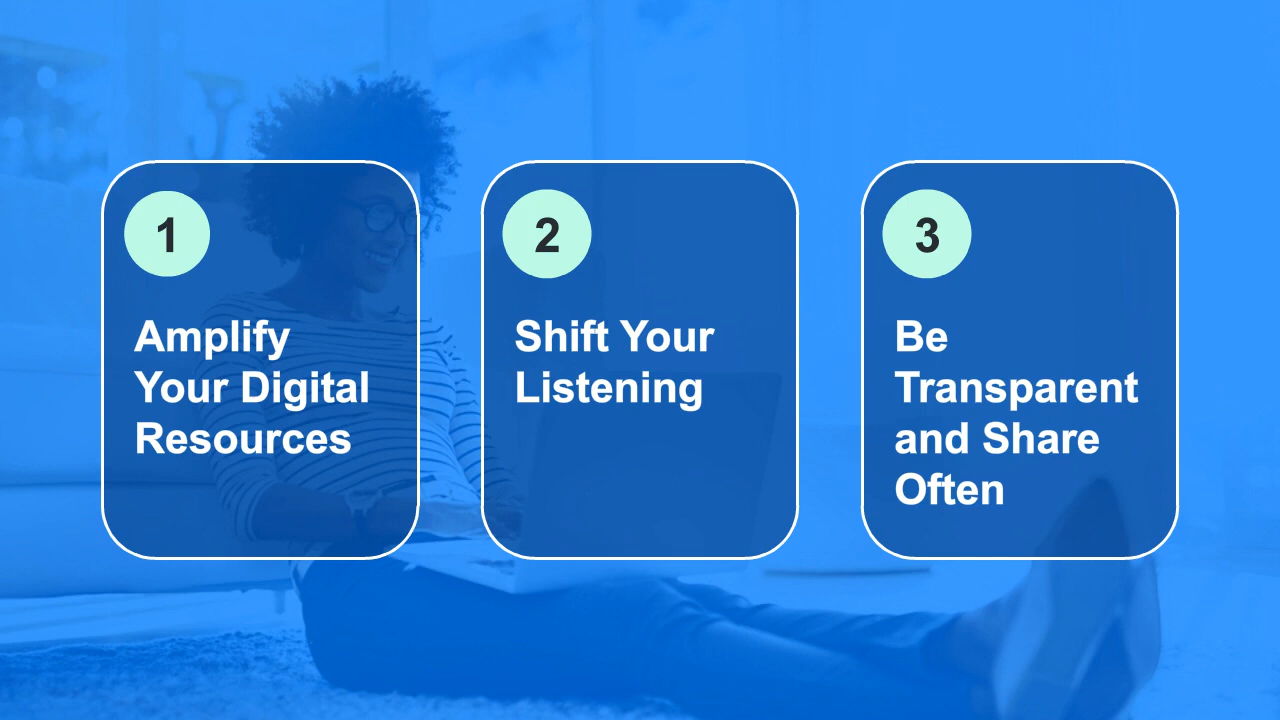 1
Amplify
Your Digital
Resources
2
Shift Your
Listening
3
Be
Transparent
and Share
Often